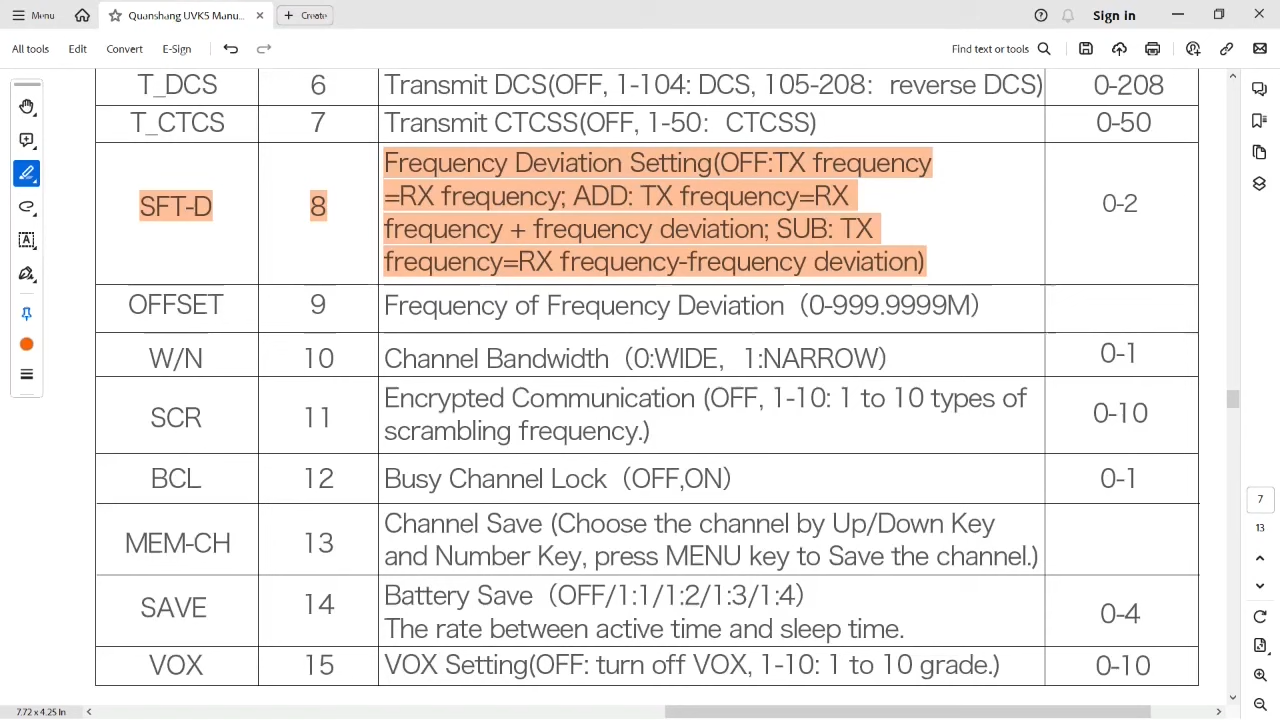 Menu
Quanshang UVK5 Manu...
Create
Sign in
All tools Edit Convert E-Sign
Find text or tools
T_DCS 6 Transmit DCS(OFF, 1-104: DCS, 105-208: reverse DCS) 0-208
T_CTCS 7 Transmit CTCSS(OFF, 1-50: CTCSS) 0-50
SFT-D 8 Frequency Deviation Setting(OFF:TX frequency
=RX frequency; ADD: TX frequency=RX
frequency + frequency deviation; SUB: TX
frequency=RX frequency-frequency deviation)
0-2
OFFSET 9 Frequency of Frequency Deviation (0-999.9999M)
W/N 10 Channel Bandwidth (0:WIDE, 1:NARROW) 0-1
SCR 11 Encrypted Communication (OFF, 1-10: 1 to 10 types of
scrambling frequency.)
0-10
BCL 12 Busy Channel Lock (OFF,ON) 0-1
MEM-CH 13 Channel Save (Choose the channel by Up/Down Key
and Number Key, press MENU key to Save the channel.)
SAVE 14 Battery Save (OFF/1:1/1:2/1:3/1:4)
The rate between active time and sleep time.
0-4
VOX 15 VOX Setting(OFF: turn off VOX, 1-10: 1 to 10 grade.) 0-10
7
13
7.72 x 4.25 In